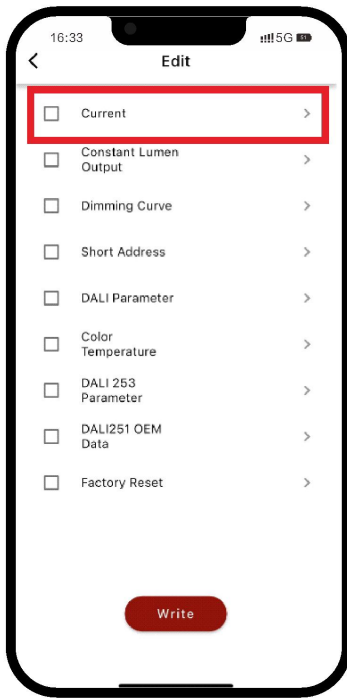 16:33
5G
Edit
Current
Constant Lumen
Output
Dimming Curve
Short Address
DALI Parameter
Color
Temperature
DALI 253
Parameter
DALI251 OEM
Data
Factory Reset
Write